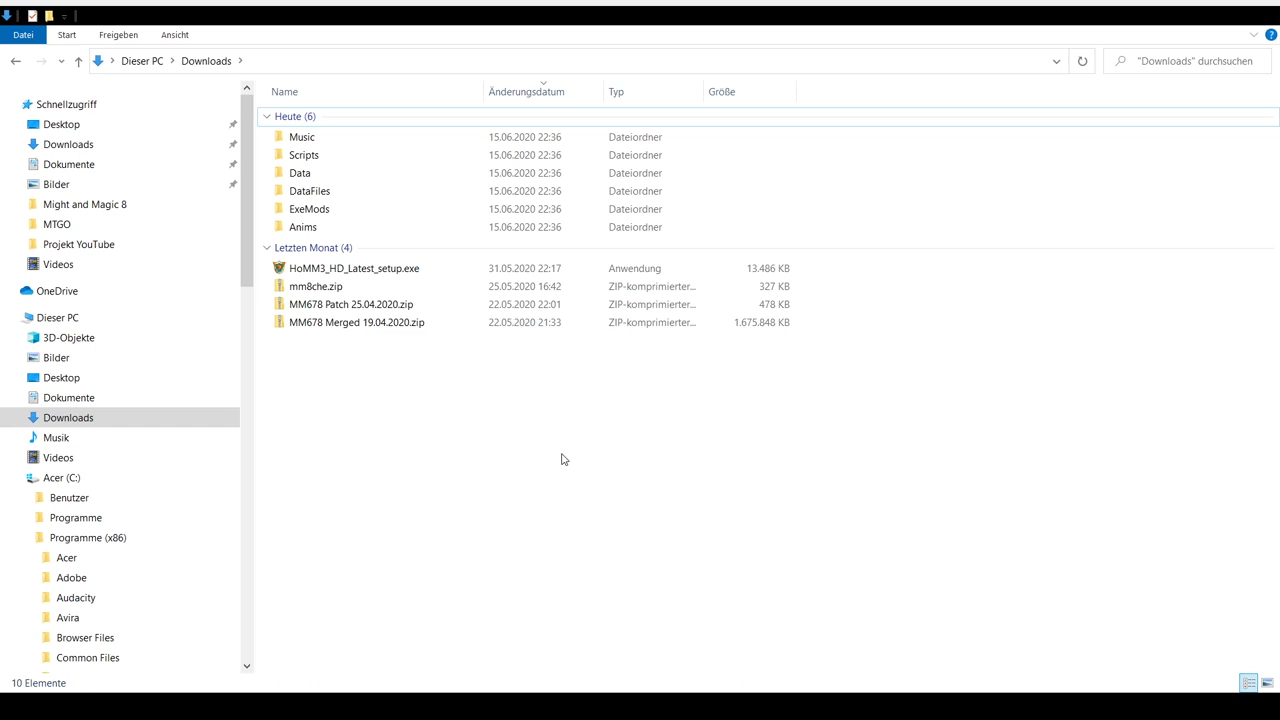 Datei Start Freigeben Ansicht
Dieser PC Downloads "Downloads" durchsuchen
Name Änderungsdatum Typ Größe
Heute (6)
Music 15.06.2020 22:36 Dateiordner
Scripts 15.06.2020 22:36 Dateiordner
Data 15.06.2020 22:36 Dateiordner
DataFiles 15.06.2020 22:36 Dateiordner
ExeMods 15.06.2020 22:36 Dateiordner
Anims 15.06.2020 22:36 Dateiordner
Letzten Monat (4)
HoMM3_HD_Latest_setup.exe 31.05.2020 22:17 Anwendung 13.486 KB
mm8che.zip 25.05.2020 16:42 ZIP-komprimierter... 327 KB
MM678 Patch 25.04.2020.zip 22.05.2020 22:01 ZIP-komprimierter... 478 KB
MM678 Merged 19.04.2020.zip 22.05.2020 21:33 ZIP-komprimierter... 1.675.848 KB
Schnellzugriff
Desktop
Downloads
Dokumente
Bilder
Might and Magic 8
MTGO
Projekt YouTube
Videos
OneDrive
Dieser PC
3D-Objekte
Bilder
Desktop
Dokumente
Downloads
Musik
Videos
Acer (C:)
Benutzer
Programme
Programme (x86)
Acer
Adobe
Audacity
Avira
Browser Files
Common Files
10 Elemente